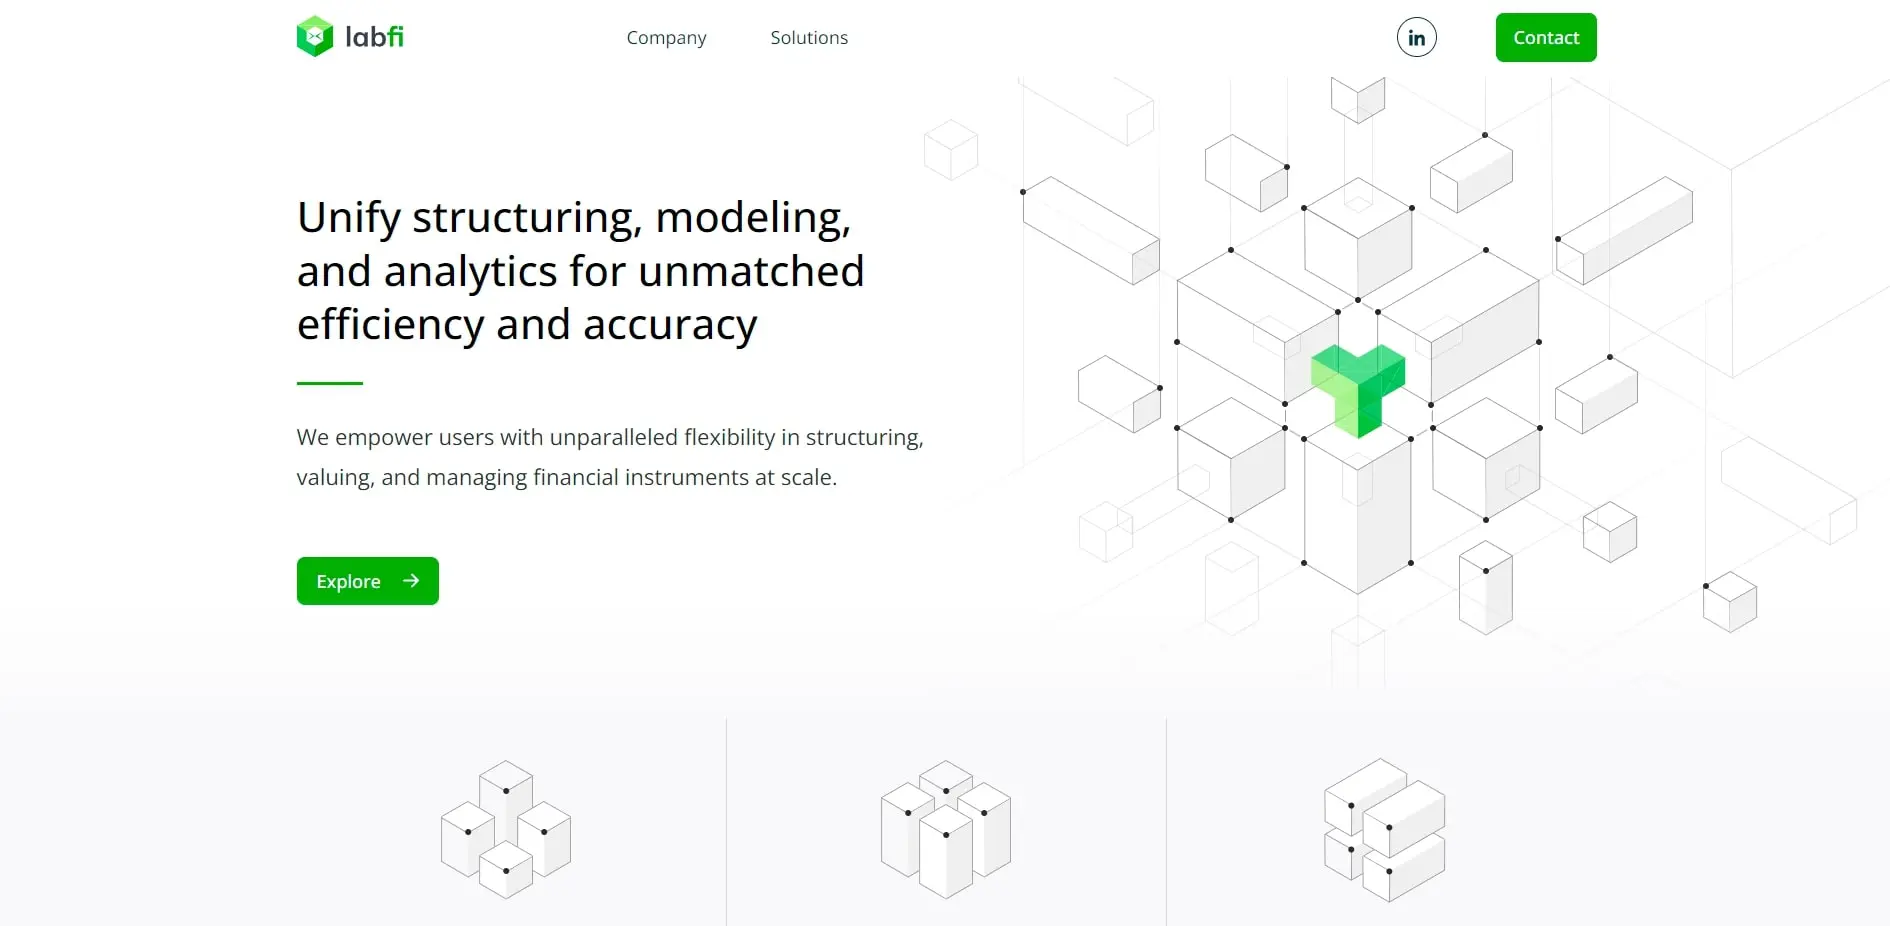 labfi
Company
Solutions
in
Contact
Unify structuring, modeling,
and analytics for unmatched
efficiency and accuracy
We empower users with unparalleled flexibility in structuring,
valuing, and managing financial instruments at scale.
Explore